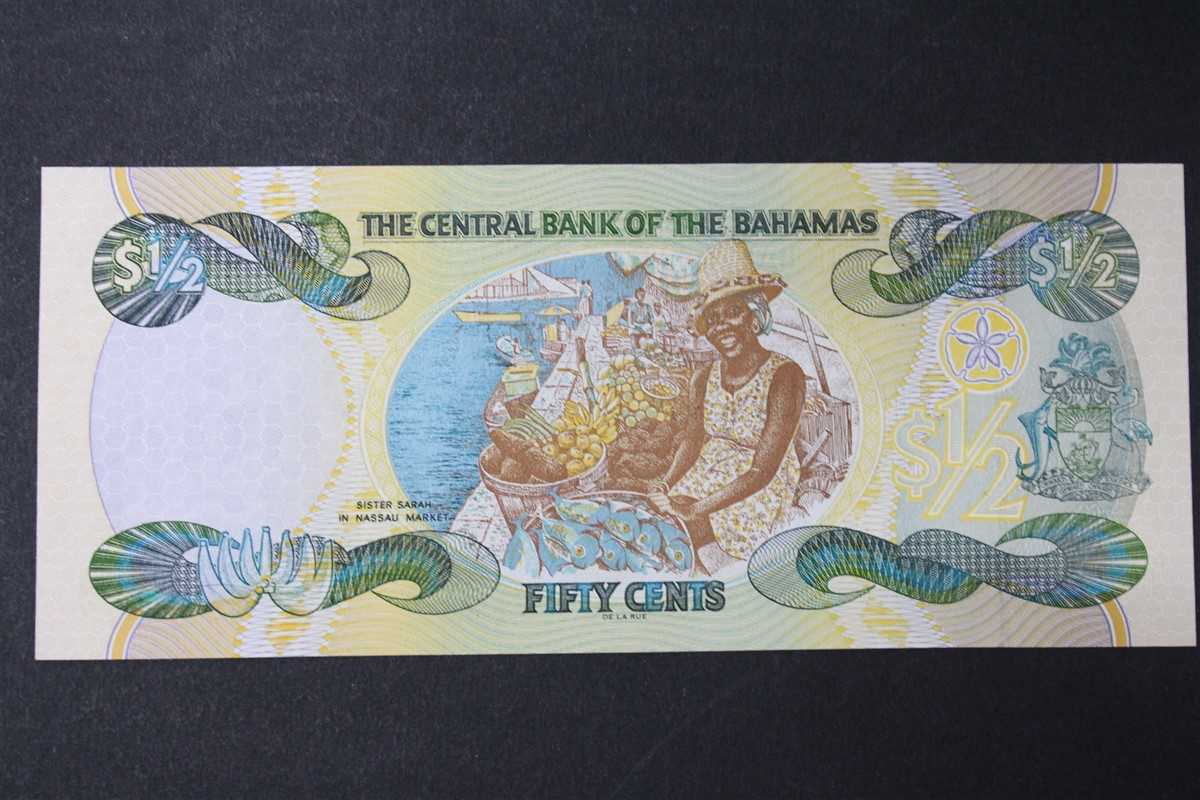 THE CENTRAL BANK OF THE BAHAMAS
$1/2
$1/2
$1/2
SISTER SARAH
IN NASSAU MARKET
FIFTY CENTS
DE LA RUE